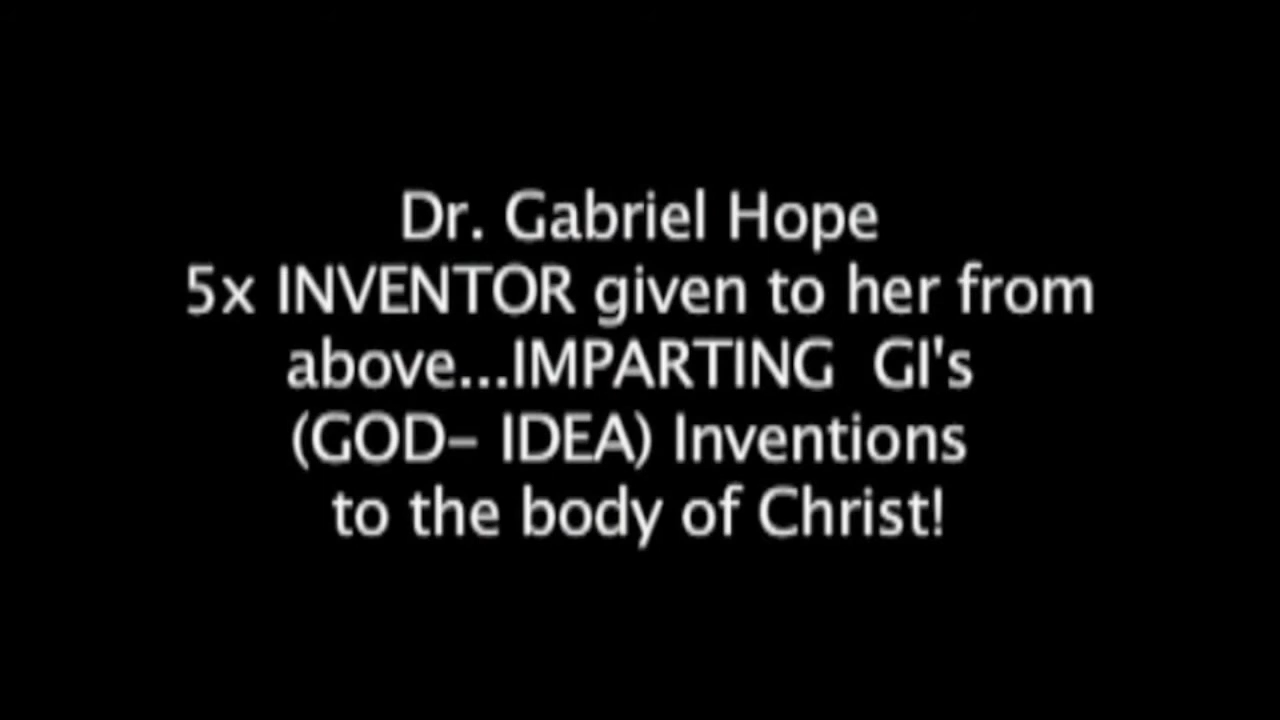 Dr. Gabriel Hope
5x INVENTOR given to her from
above...IMPARTING  GI's
(GOD– IDEA) Inventions
to the body of Christ!